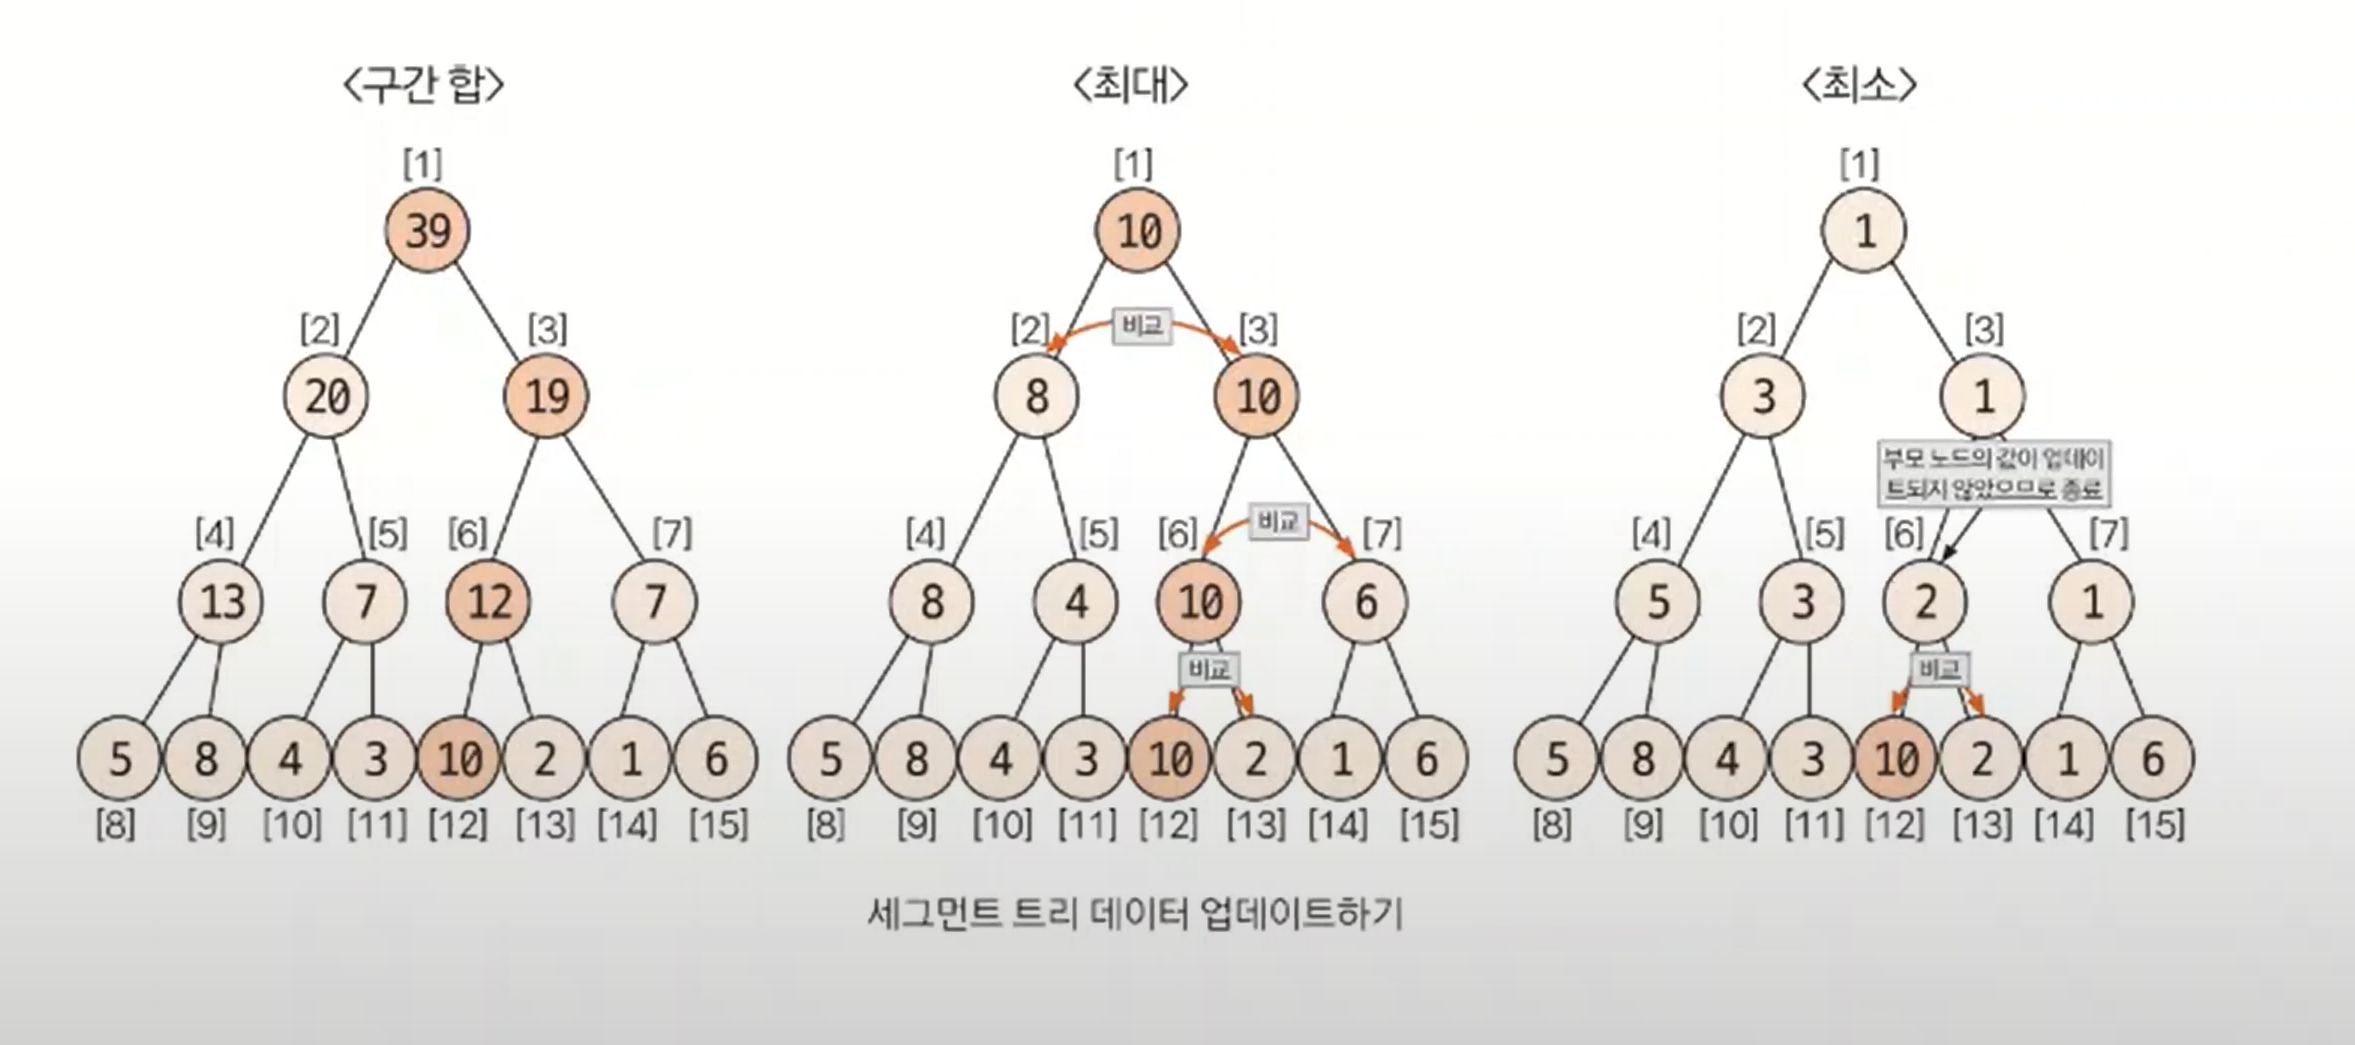 <구간 합>
[1]
39
[2] [3]
20 19
[4] [5] [6] [7]
13 7 12 7
5 8 4 3 10 2 1 6
[8] [9] [10] [11] [12] [13] [14] [15]
<최대>
[1]
10
[2] 비교 [3]
8 10
비교
[4] [5] [6] [7]
8 4 10 6
비교
5 8 4 3 10 2 1 6
[8] [9] [10] [11] [12] [13] [14] [15]
<최소>
[1]
1
[2] [3]
3 1
부모 노드의 값이 업데이
트되지 않았으므로 종료
[4] [5] [6] [7]
5 3 2 1
비교
5 8 4 3 10 2 1 6
[8] [9] [10] [11] [12] [13] [14] [15]
세그먼트 트리 데이터 업데이트하기